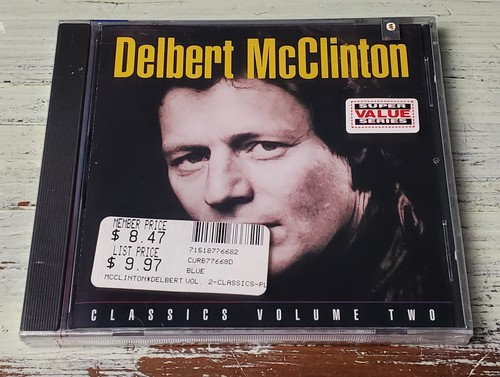 Delbert McClinton
SUPER
VALUE
SERIES
MEMBER PRICE
$ 8.47
LIST PRICE
$ 9.97
71518776682
CURB77668D
BLUE
MCCLINTON*DELBERT VOL. 2-CLASSICS-
CLASSICS VOLUME TWO